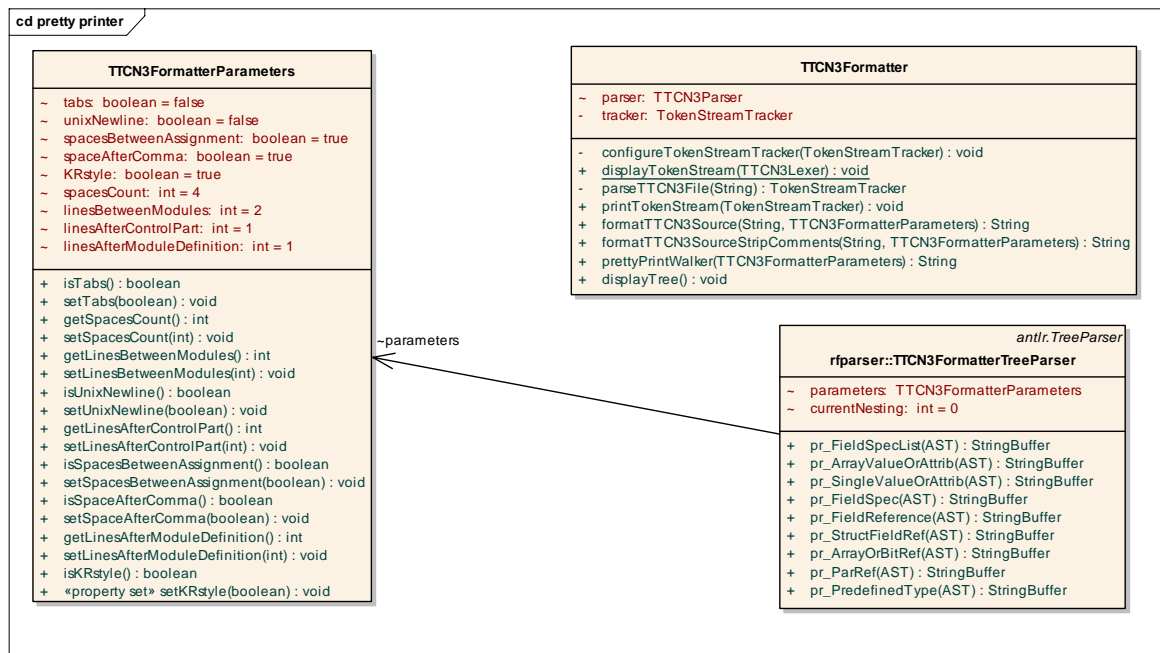 cd pretty printer
TTCN3FormatterParameters
~ tabs: boolean = false
~ unixNewline: boolean = false
~ spacesBetweenAssignment: boolean = true
~ spaceAfterComma: boolean = true
~ KRstyle: boolean = true
~ spacesCount: int = 4
~ linesBetweenModules: int = 2
~ linesAfterControlPart: int = 1
~ linesAfterModuleDefinition: int = 1
+ isTabs() : boolean
+ setTabs(boolean) : void
+ getSpacesCount() : int
+ setSpacesCount(int) : void
+ getLinesBetweenModules() : int
+ setLinesBetweenModules(int) : void
+ isUnixNewline() : boolean
+ setUnixNewline(boolean) : void
+ getLinesAfterControlPart() : int
+ setLinesAfterControlPart(int) : void
+ isSpacesBetweenAssignment() : boolean
+ setSpacesBetweenAssignment(boolean) : void
+ isSpaceAfterComma() : boolean
+ setSpaceAfterComma(boolean) : void
+ getLinesAfterModuleDefinition() : int
+ setLinesAfterModuleDefinition(int) : void
+ isKRstyle() : boolean
+ «property set» setKRstyle(boolean) : void
TTCN3Formatter
~ parser: TTCN3Parser
- tracker: TokenStreamTracker
- configureTokenStreamTracker(TokenStreamTracker) : void
+ displayTokenStream(TTCN3Lexer) : void
- parseTTCN3File(String) : TokenStreamTracker
+ printTokenStream(TokenStreamTracker) : void
+ formatTTCN3Source(String, TTCN3FormatterParameters) : String
+ formatTTCN3SourceStripComments(String, TTCN3FormatterParameters) : String
+ prettyPrintWalker(TTCN3FormatterParameters) : String
+ displayTree() : void
~parameters
antlr.TreeParser
rfparser::TTCN3FormatterTreeParser
~ parameters: TTCN3FormatterParameters
~ currentNesting: int = 0
+ pr_FieldSpecList(AST) : StringBuffer
+ pr_ArrayValueOrAttrib(AST) : StringBuffer
+ pr_SingleValueOrAttrib(AST) : StringBuffer
+ pr_FieldSpec(AST) : StringBuffer
+ pr_FieldReference(AST) : StringBuffer
+ pr_StructFieldRef(AST) : StringBuffer
+ pr_ArrayOrBitRef(AST) : StringBuffer
+ pr_ParRef(AST) : StringBuffer
+ pr_PredefinedType(AST) : StringBuffer